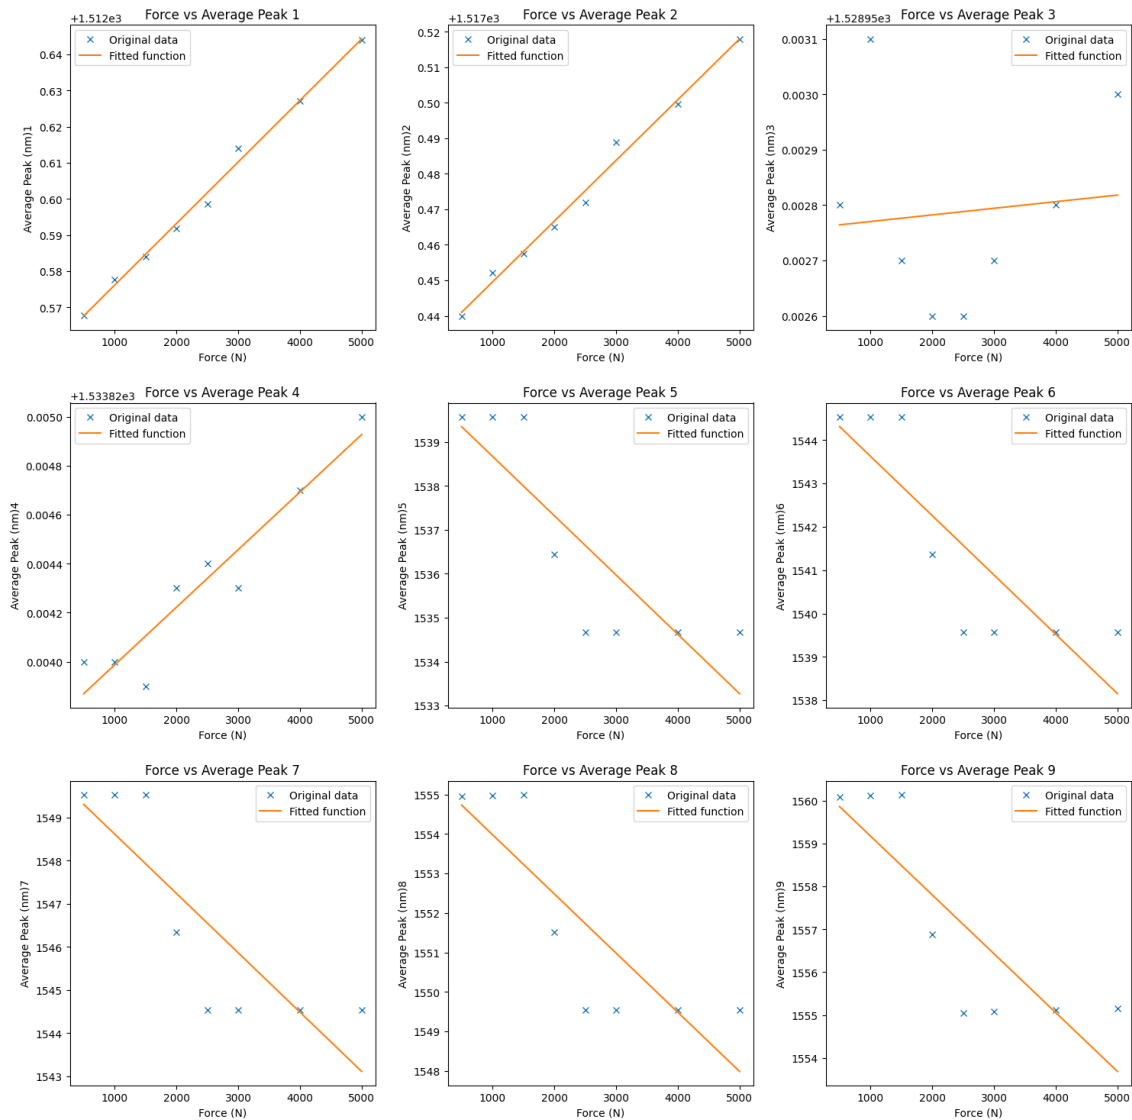 Force vs Average Peak 1
+1.512e3
Original data
Fitted function
0.64
0.63
0.62
0.61
0.60
0.59
0.58
0.57
Average Peak (nm)1
1000 2000 3000 4000 5000
Force (N)
Force vs Average Peak 2
+1.517e3
Original data
Fitted function
0.52
0.51
0.50
0.49
0.48
0.47
0.46
0.45
0.44
Average Peak (nm)2
1000 2000 3000 4000 5000
Force (N)
Force vs Average Peak 3
+1.52895e3
Original data
Fitted function
0.0031
0.0030
0.0029
0.0028
0.0027
0.0026
Average Peak (nm)3
1000 2000 3000 4000 5000
Force (N)
Force vs Average Peak 4
+1.53382e3
Original data
Fitted function
0.0050
0.0048
0.0046
0.0044
0.0042
0.0040
Average Peak (nm)4
1000 2000 3000 4000 5000
Force (N)
Force vs Average Peak 5
Original data
Fitted function
1539
1538
1537
1536
1535
1534
1533
Average Peak (nm)5
1000 2000 3000 4000 5000
Force (N)
Force vs Average Peak 6
Original data
Fitted function
1544
1543
1542
1541
1540
1539
1538
Average Peak (nm)6
1000 2000 3000 4000 5000
Force (N)
Force vs Average Peak 7
Original data
Fitted function
1549
1548
1547
1546
1545
1544
1543
Average Peak (nm)7
1000 2000 3000 4000 5000
Force (N)
Force vs Average Peak 8
Original data
Fitted function
1555
1554
1553
1552
1551
1550
1549
1548
Average Peak (nm)8
1000 2000 3000 4000 5000
Force (N)
Force vs Average Peak 9
Original data
Fitted function
1560
1559
1558
1557
1556
1555
1554
Average Peak (nm)9
1000 2000 3000 4000 5000
Force (N)